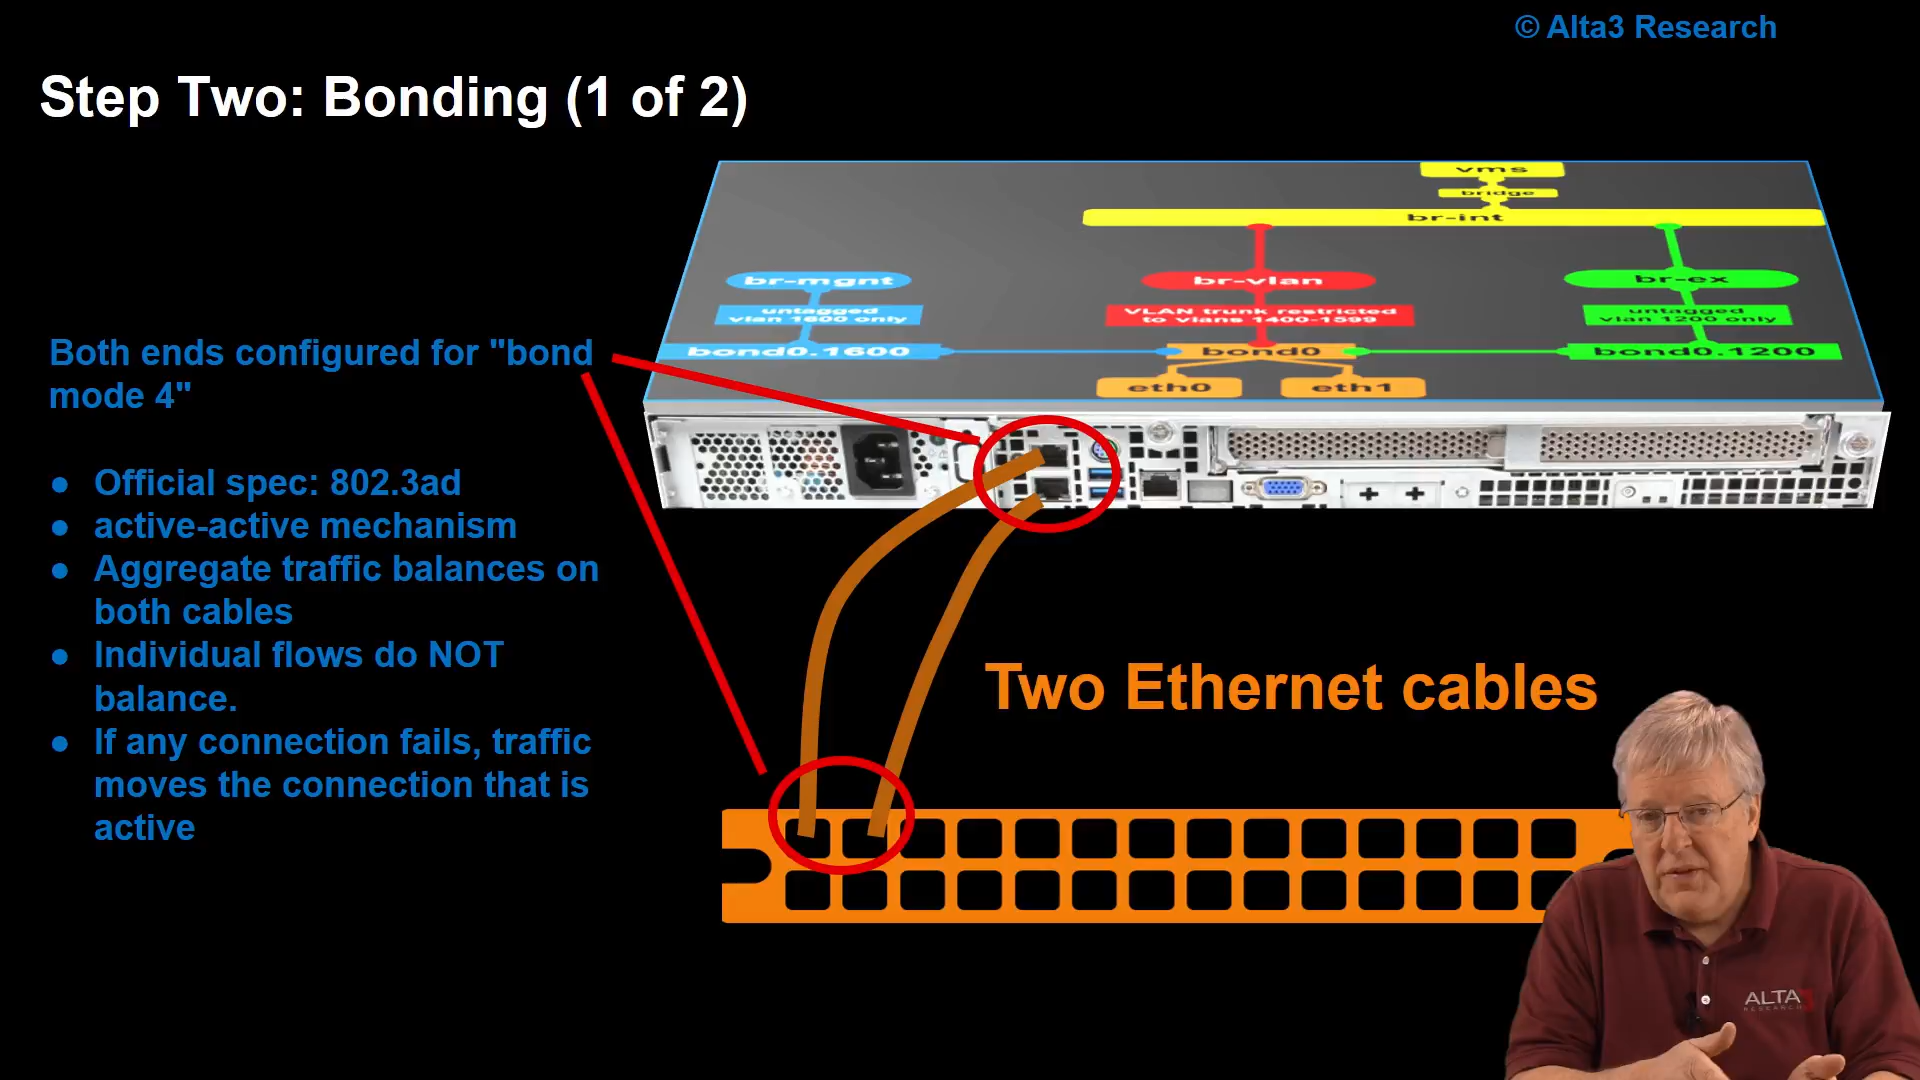 © Alta3 Research
Step Two: Bonding (1 of 2)
vms
bridge
br-int
br-mgnt
br-vlan
br-ex
untagged
vlan 1600 only
VLAN trunk restricted
to vlans 1400-1599
untagged
vlan 1200 only
bond0.1600
bond0
bond0.1200
eth0
eth1
Both ends configured for "bond
mode 4"
● Official spec: 802.3ad
● active-active mechanism
● Aggregate traffic balances on
both cables
● Individual flows do NOT
balance.
● If any connection fails, traffic
moves the connection that is
active
Two Ethernet cables
ALTA3
RESEARCH